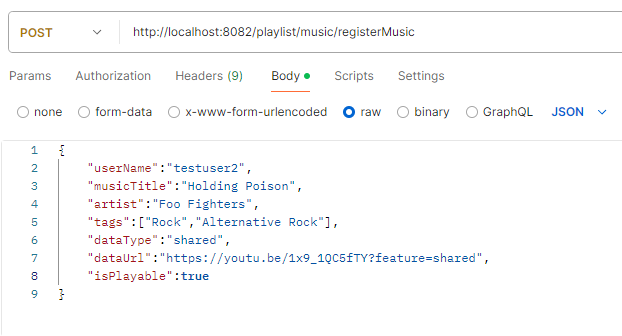 POST http://localhost:8082/playlist/music/registerMusic
Params Authorization Headers (9) Body Scripts Settings
none form-data x-www-form-urlencoded raw binary GraphQL JSON
1 {
2 "userName":"testuser2",
3 "musicTitle":"Holding Poison",
4 "artist":"Foo Fighters",
5 "tags":["Rock","Alternative Rock"],
6 "dataType":"shared",
7 "dataUrl":"https://youtu.be/1x9_1QC5fTY?feature=shared",
8 "isPlayable":true
9 }